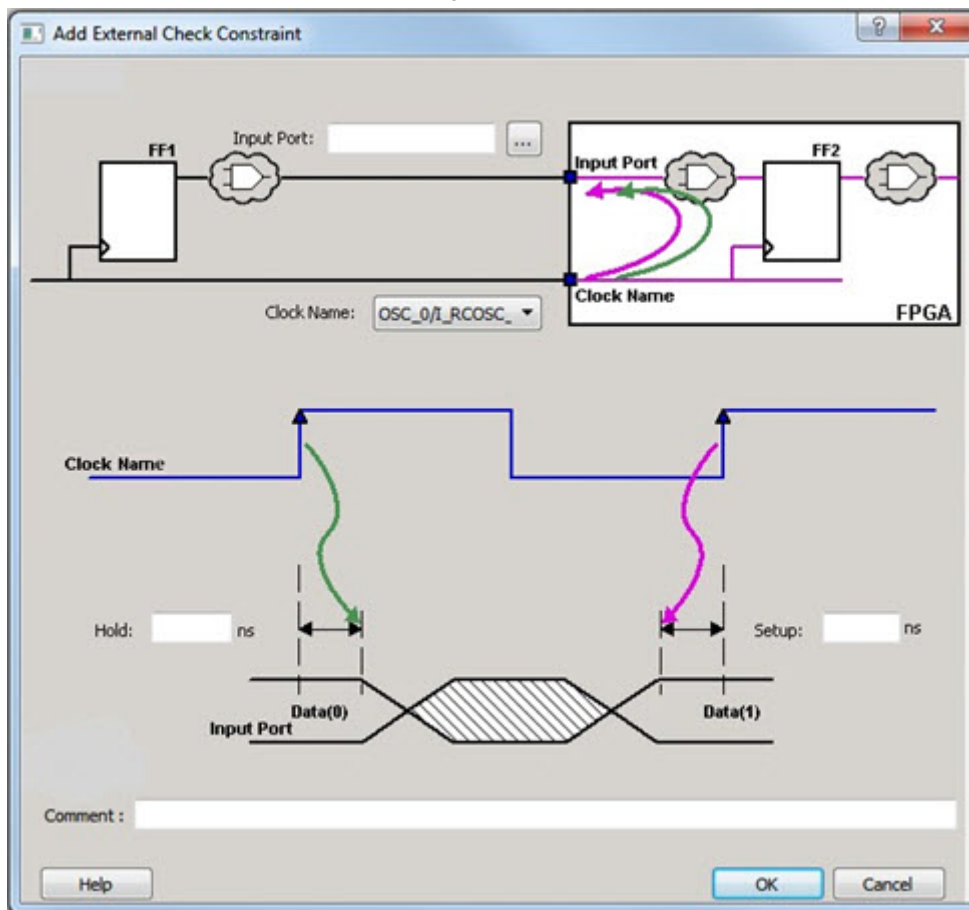 Add External Check Constraint
Input Port:
...
FF1
Input Port
FF2
Clock Name
FPGA
Clock Name:
OSC_0/I_RCOSC_
Clock Name
Hold:
ns
Setup:
ns
Data(0)
Data(1)
Input Port
Comment :
Help
OK
Cancel